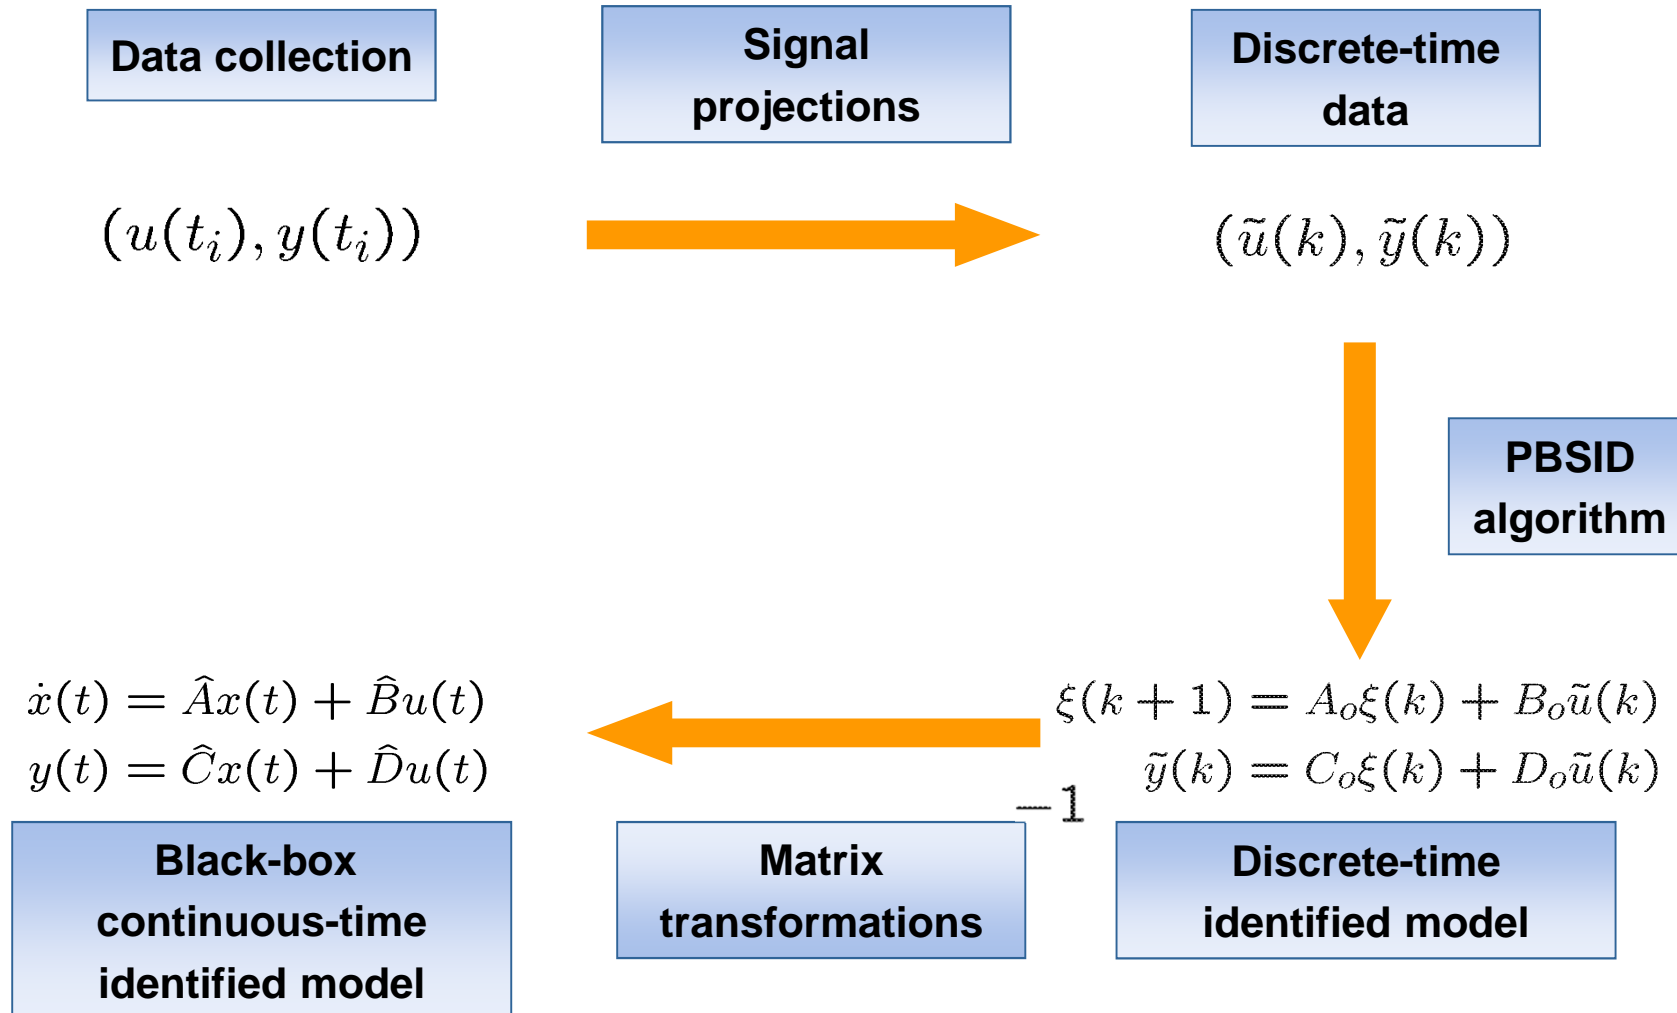 Data collection
Signal
projections
Discrete-time
data
(u(t_i), y(t_i))
(ũ(k), ỹ(k))
PBSID
algorithm
ẋ(t) = Âx(t) + B̂u(t)
y(t) = Ĉx(t) + D̂u(t)
ξ(k + 1) = A_oξ(k) + B_oũ(k)
ỹ(k) = C_oξ(k) + D_oũ(k)
−1
Black-box
continuous-time
identified model
Matrix
transformations
Discrete-time
identified model